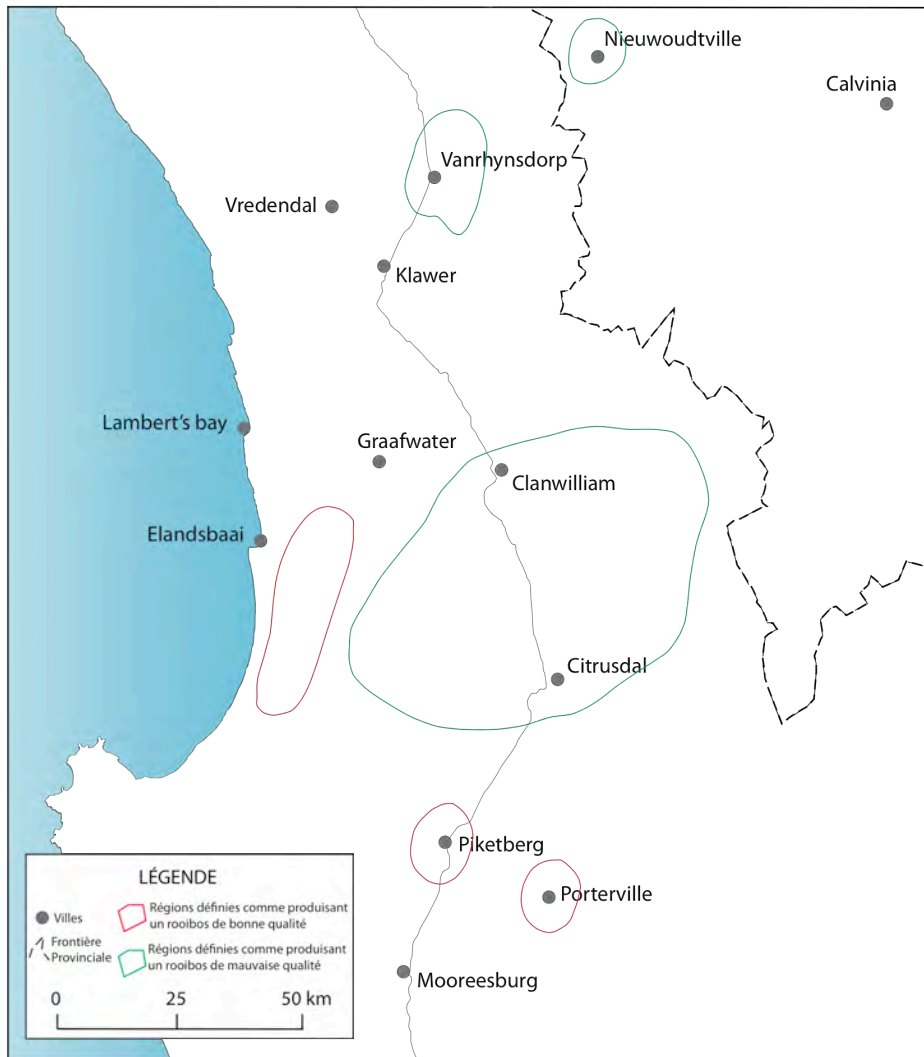 Nieuwoudtville
Calvinia
Vanrhynsdorp
Vredendal
Klawer
Lambert's bay
Graafwater
Clanwilliam
Elandsbaai
Citrusdal
Piketberg
Porterville
Mooreesburg
LÉGENDE
Villes
Frontière
Provinciale
Régions définies comme produisant
un rooibos de bonne qualité
Régions définies comme produisant
un rooibos de mauvaise qualité
0 25 50 km